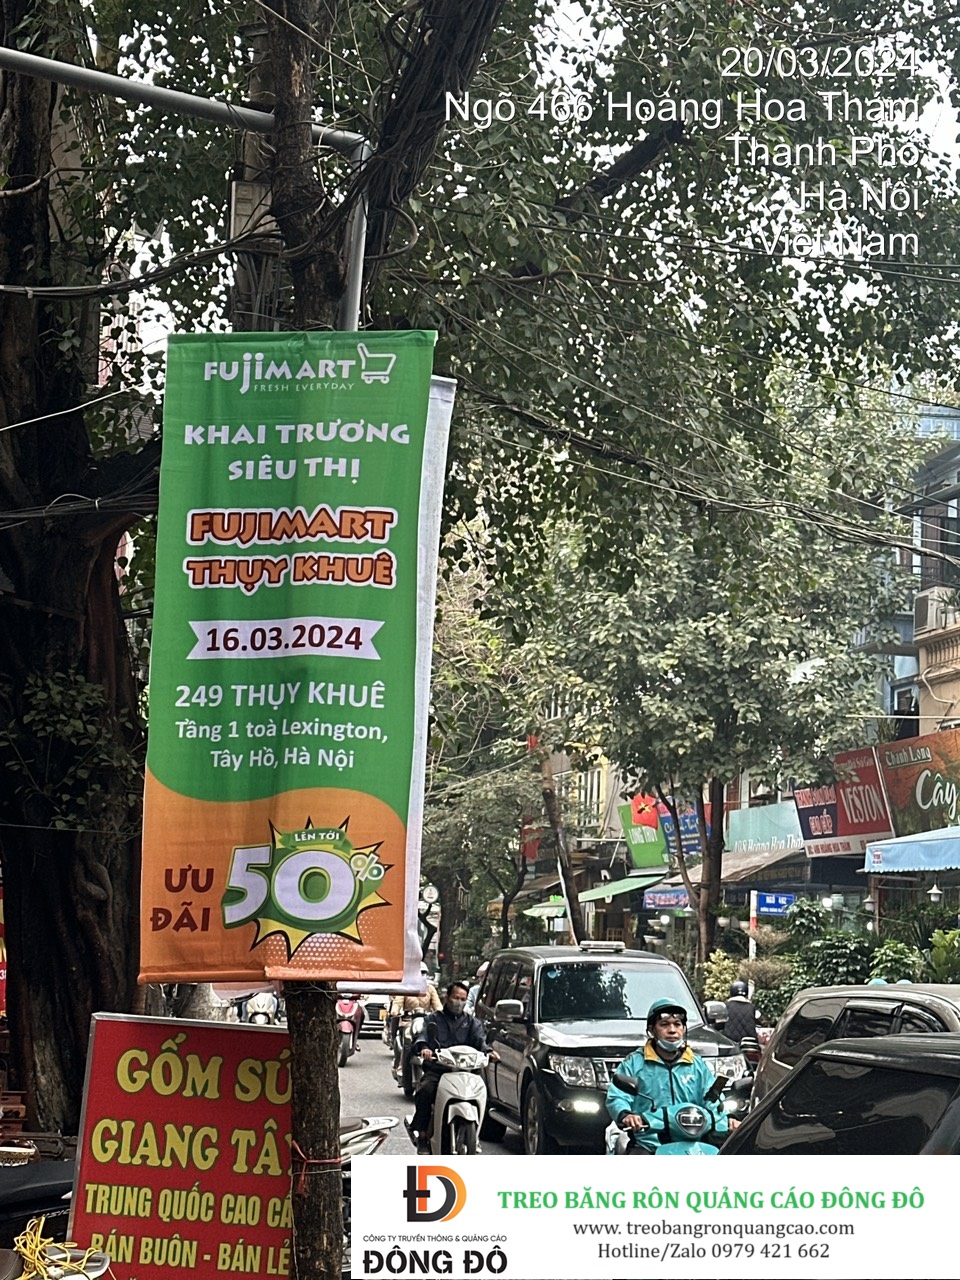 20/03/2024
Ngõ 466 Hoàng Hoa Thám
Thành Phố
Hà Nội
Việt Nam
FUJIMART
FRESH EVERYDAY
KHAI TRƯƠNG
SIÊU THỊ
FUJIMART
THỤY KHUÊ
16.03.2024
249 THỤY KHUÊ
Tầng 1 toà Lexington,
Tây Hồ, Hà Nội
LÊN TỚI
ƯU ĐÃI
50%
VESTON
Chanh Long
Cây
GỐM SỨ
GIANG TÂY
TRUNG QUỐC CAO
BÁN BUÔN - BÁN LẺ
CÔNG TY TRUYỀN THÔNG & QUẢNG CÁO
ĐÔNG ĐÔ
TREO BĂNG RÔN QUẢNG CÁO ĐÔNG ĐÔ
www. treobangronquangcao.com
Hotline/Zalo 0979 421 662